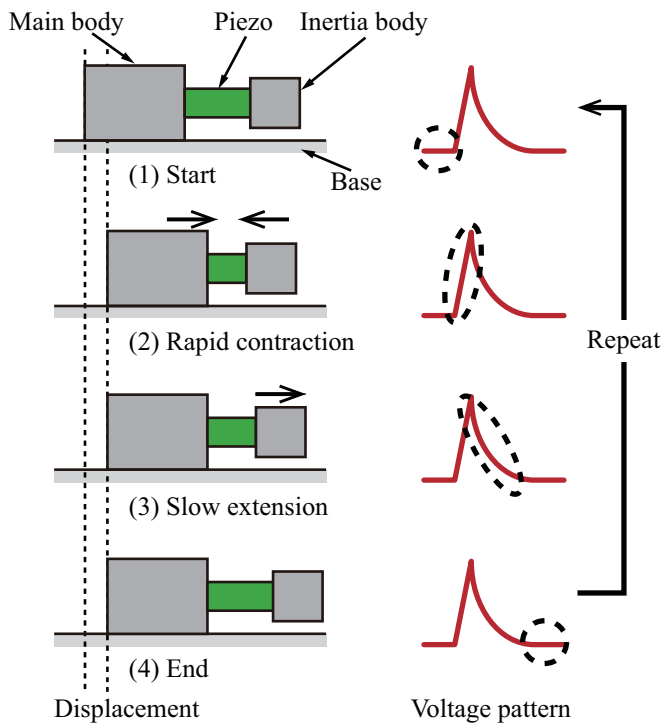 Main body
Piezo
Inertia body
(1) Start
Base
(2) Rapid contraction
Repeat
(3) Slow extension
(4) End
Displacement
Voltage pattern